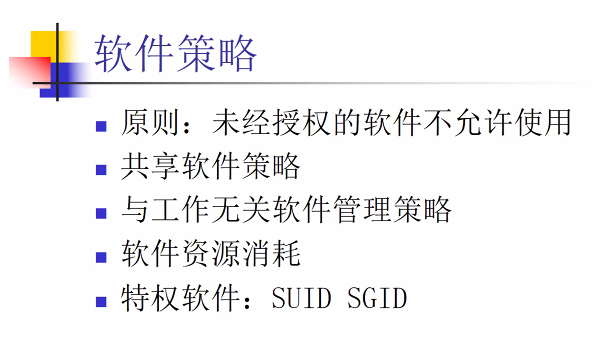 软件策略
原则：未经授权的软件不允许使用
共享软件策略
与工作无关软件管理策略
软件资源消耗
特权软件：SUID SGID